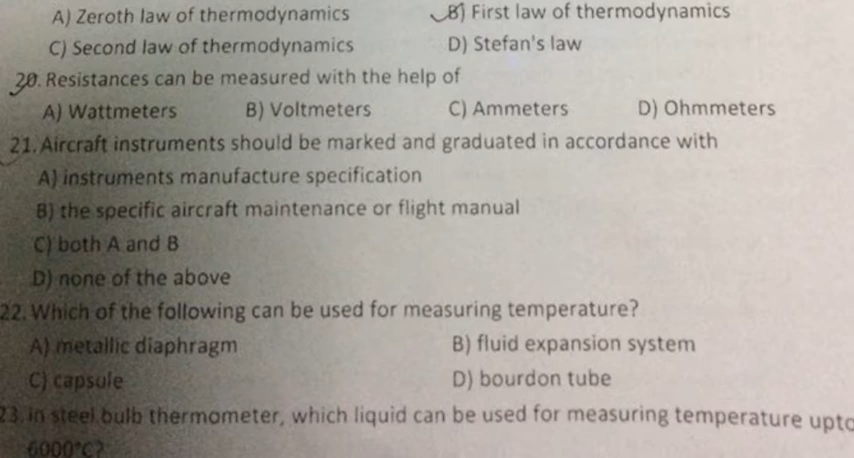 A) Zeroth law of thermodynamics B) First law of thermodynamics
C) Second law of thermodynamics D) Stefan's law
20. Resistances can be measured with the help of
A) Wattmeters B) Voltmeters C) Ammeters D) Ohmmeters
21. Aircraft instruments should be marked and graduated in accordance with
A) instruments manufacture specification
B) the specific aircraft maintenance or flight manual
C) both A and B
D) none of the above
22. Which of the following can be used for measuring temperature?
A) metallic diaphragm B) fluid expansion system
C) capsule D) bourdon tube
23. In steel bulb thermometer, which liquid can be used for measuring temperature upto
6000°C?